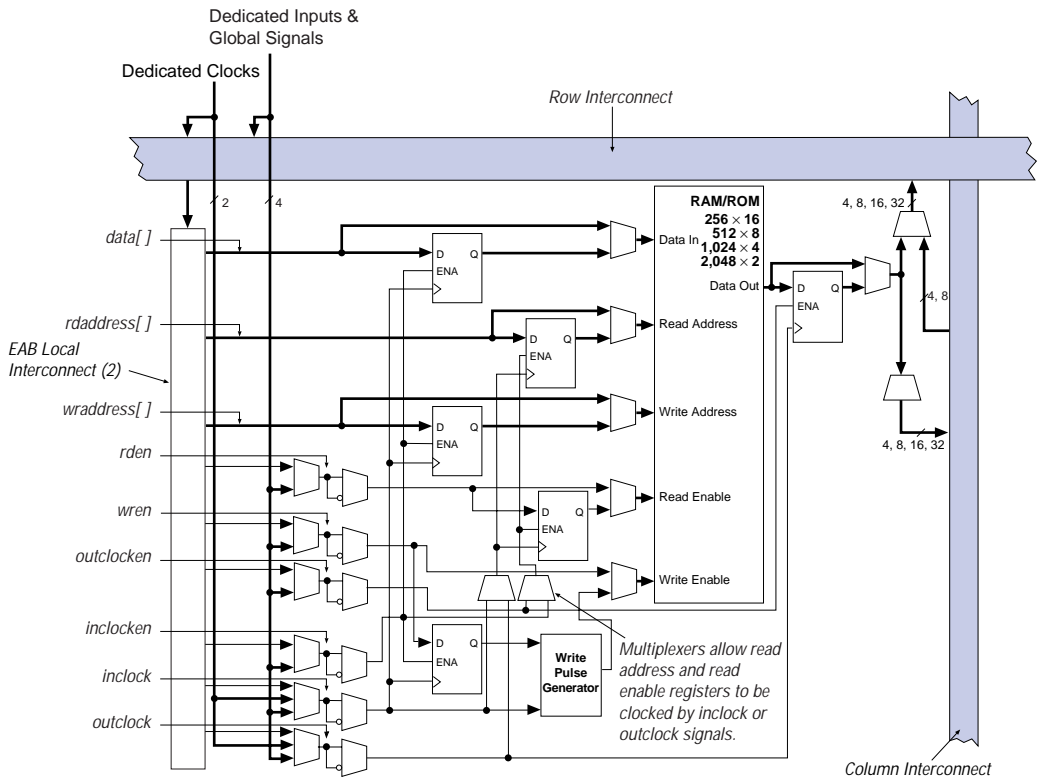 Dedicated Inputs &
Global Signals
Dedicated Clocks
Row Interconnect
2
4
4, 8, 16, 32
RAM/ROM
256 × 16
512 × 8
1,024 × 4
2,048 × 2
data[ ]
D Q
ENA
Data In
Data Out
D Q
ENA
4, 8
rdaddress[ ]
D Q
ENA
Read Address
EAB Local
Interconnect (2)
wraddress[ ]
D Q
ENA
Write Address
4, 8, 16, 32
rden
Read Enable
wren
D Q
ENA
outclocken
Write Enable
inclocken
D Q
ENA
Write
Pulse
Generator
Multiplexers allow read
address and read
enable registers to be
clocked by inclock or
outclock signals.
inclock
outclock
Column Interconnect